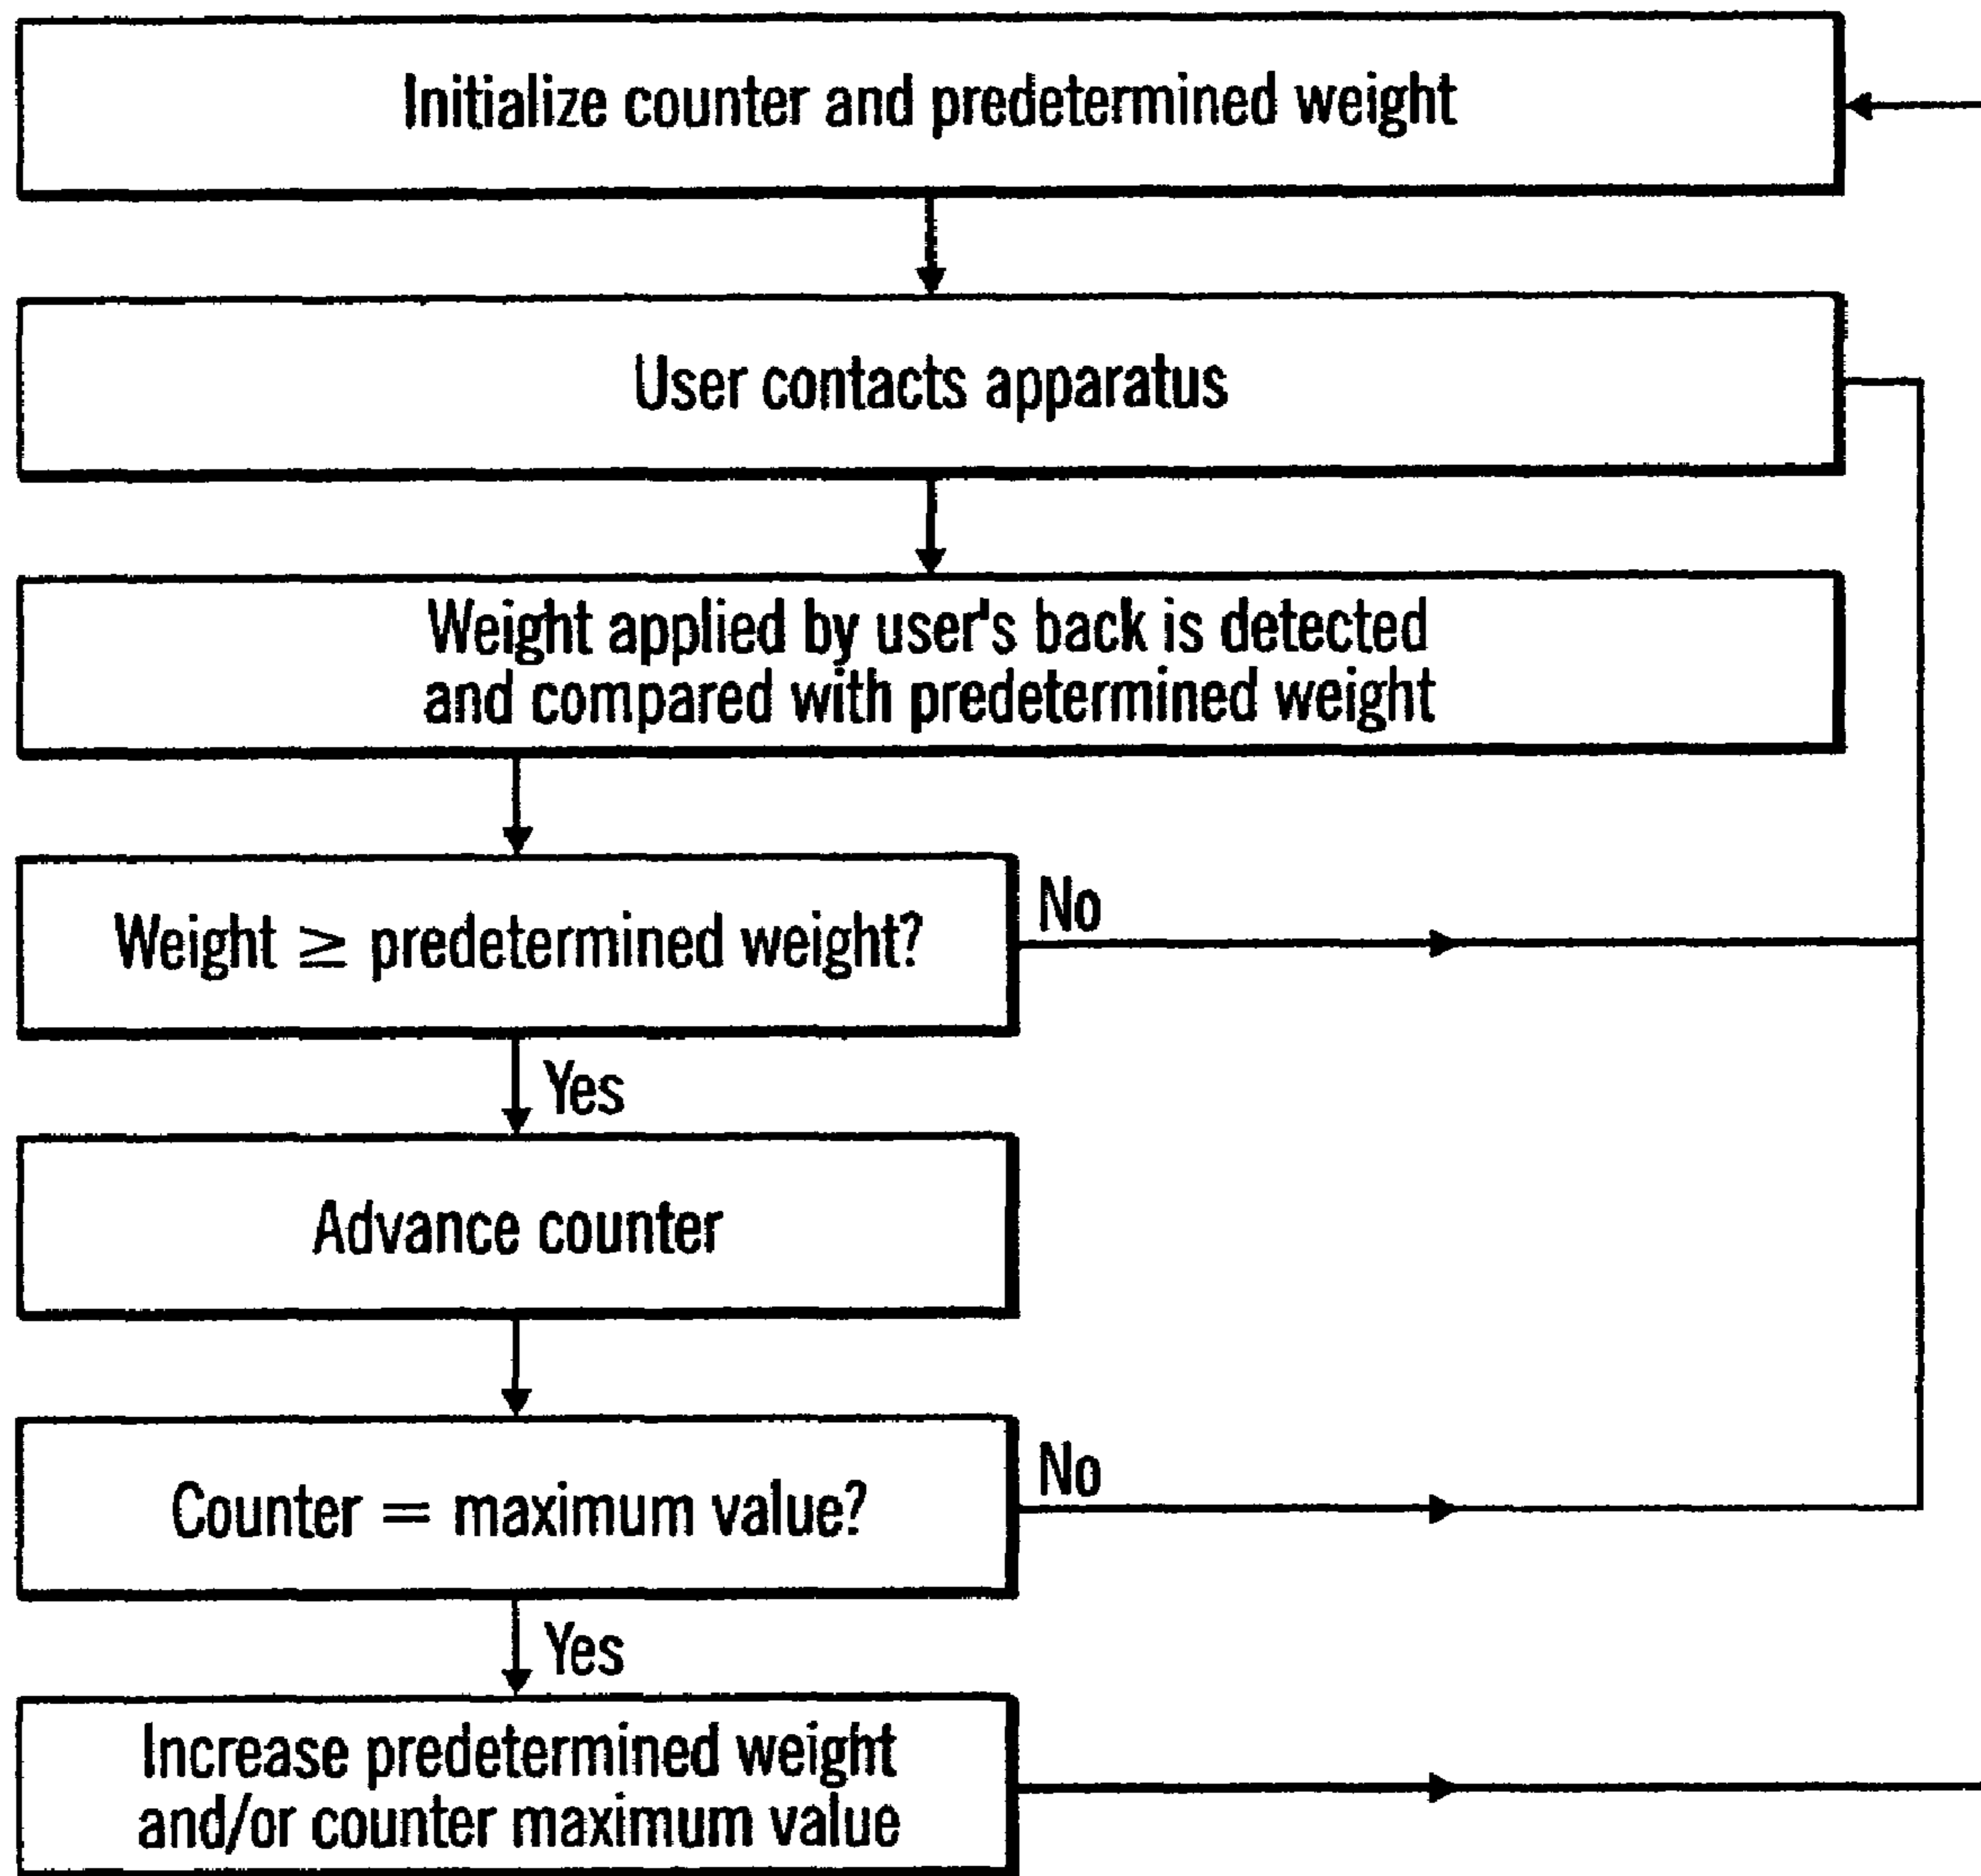 Initialize counter and predetermined weight
User contacts apparatus
Weight applied by user's back is detected
and compared with predetermined weight
Weight ≥ predetermined weight?
No
Yes
Advance counter
Counter = maximum value?
No
Yes
Increase predetermined weight
and/or counter maximum value